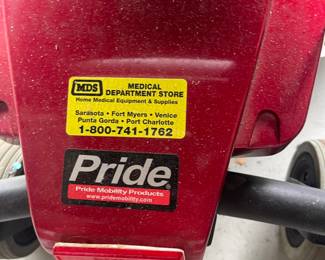 MDS MEDICAL
DEPARTMENT STORE
Home Medical Equipment & Supplies
Sarasota • Fort Myers • Venice
Punta Gorda • Port Charlotte
1-800-741-1762
Pride®
Pride Mobility Products
www.pridemobility.com